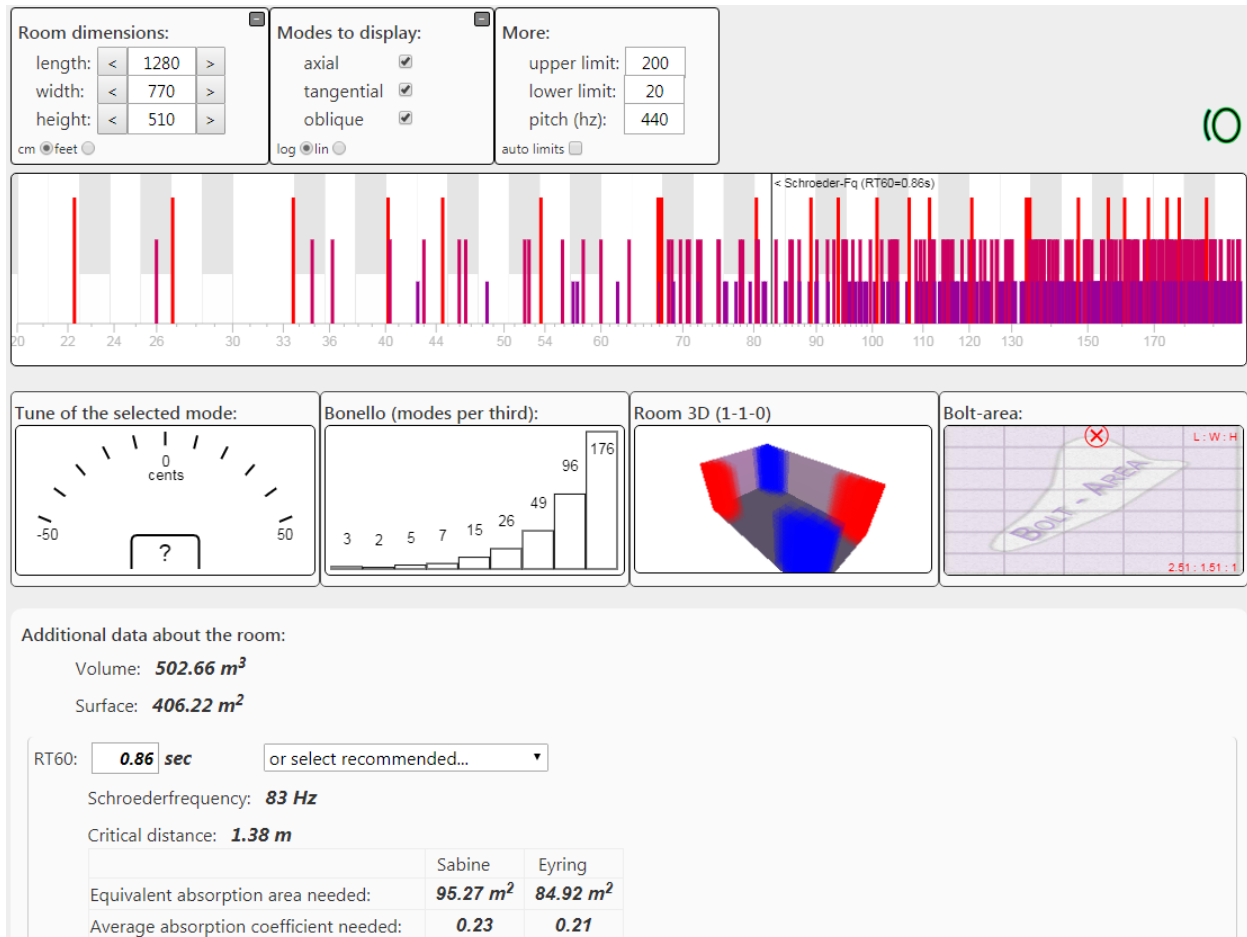 Room dimensions:
length: < 1280 >
width: < 770 >
height: < 510 >
cm feet
Modes to display:
axial
tangential
oblique
log lin
More:
upper limit: 200
lower limit: 20
pitch (hz): 440
auto limits
< Schroeder-Fq (RT60=0.86s)
20 22 24 26 30 33 36 40 44 50 54 60 70 80 90 100 110 120 130 150 170
Tune of the selected mode:
0
cents
-50 50
?
Bonello (modes per third):
3 2 5 7 15 26 49 96 176
Room 3D (1-1-0)
Bolt-area:
L : W : H
BOLT - AREA
2.51 : 1.51 : 1
Additional data about the room:
Volume: 502.66 m³
Surface: 406.22 m²
RT60: 0.86 sec or select recommended...
Schroederfrequency: 83 Hz
Critical distance: 1.38 m
Sabine Eyring
Equivalent absorption area needed: 95.27 m² 84.92 m²
Average absorption coefficient needed: 0.23 0.21